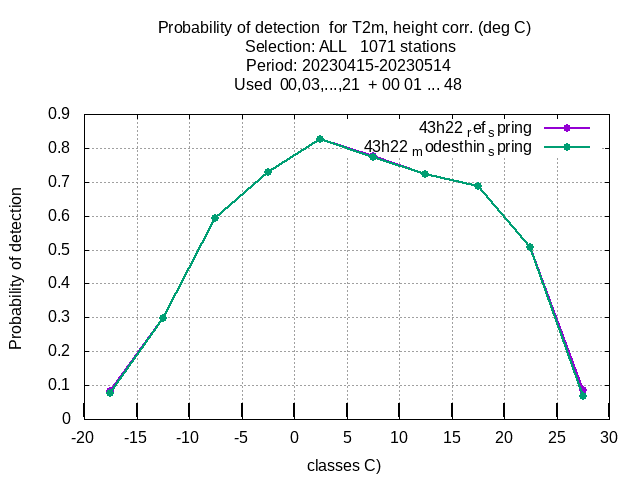 Probability of detection  for T2m, height corr. (deg C)
Selection: ALL   1071 stations
Period: 20230415-20230514
Used  00,03,...,21  + 00 01 ... 48
43h22 ref spring
43h22 modesthin spring
Probability of detection
0.9
0.8
0.7
0.6
0.5
0.4
0.3
0.2
0.1
0
-20 -15 -10 -5 0 5 10 15 20 25 30
classes C)